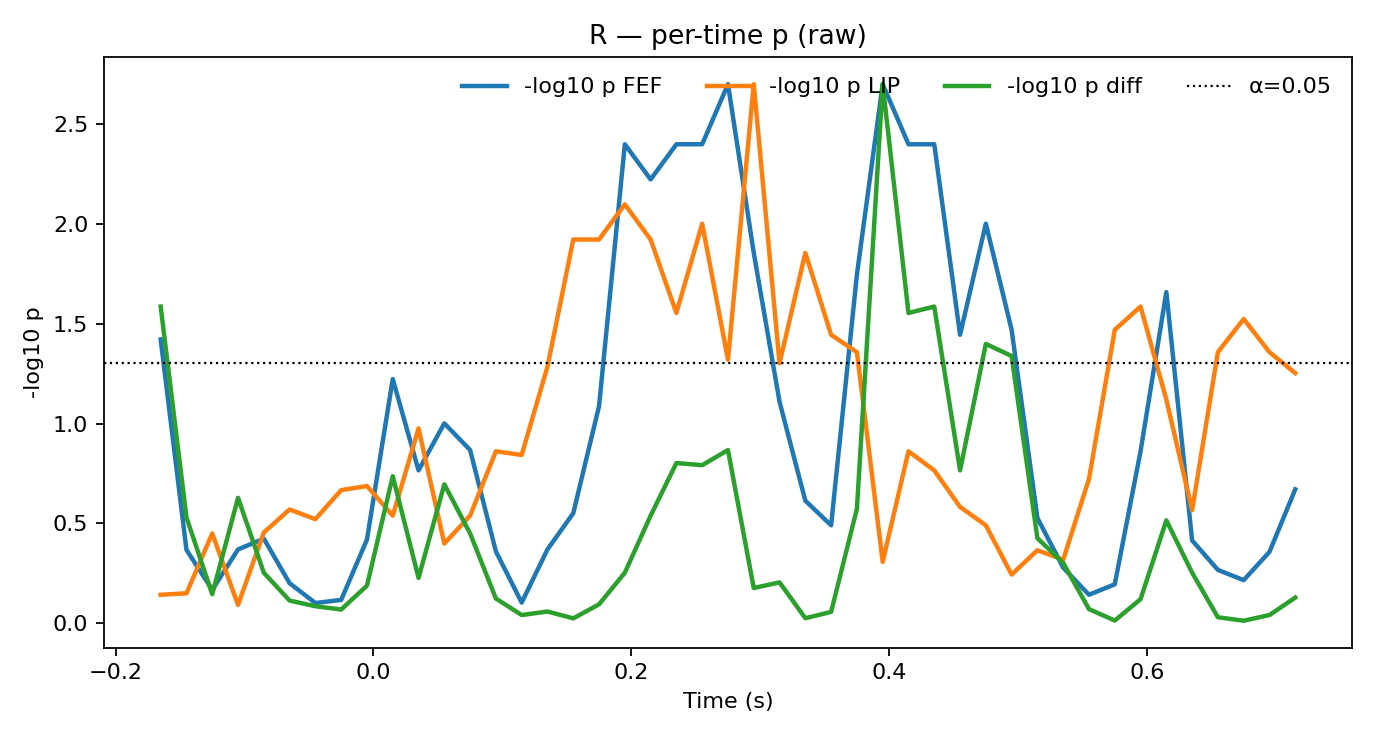 R — per-time p (raw)
-log10 p FEF
-log10 p LIP
-log10 p diff
α=0.05
-log10 p
2.5
2.0
1.5
1.0
0.5
0.0
−0.2
0.0
0.2
0.4
0.6
Time (s)